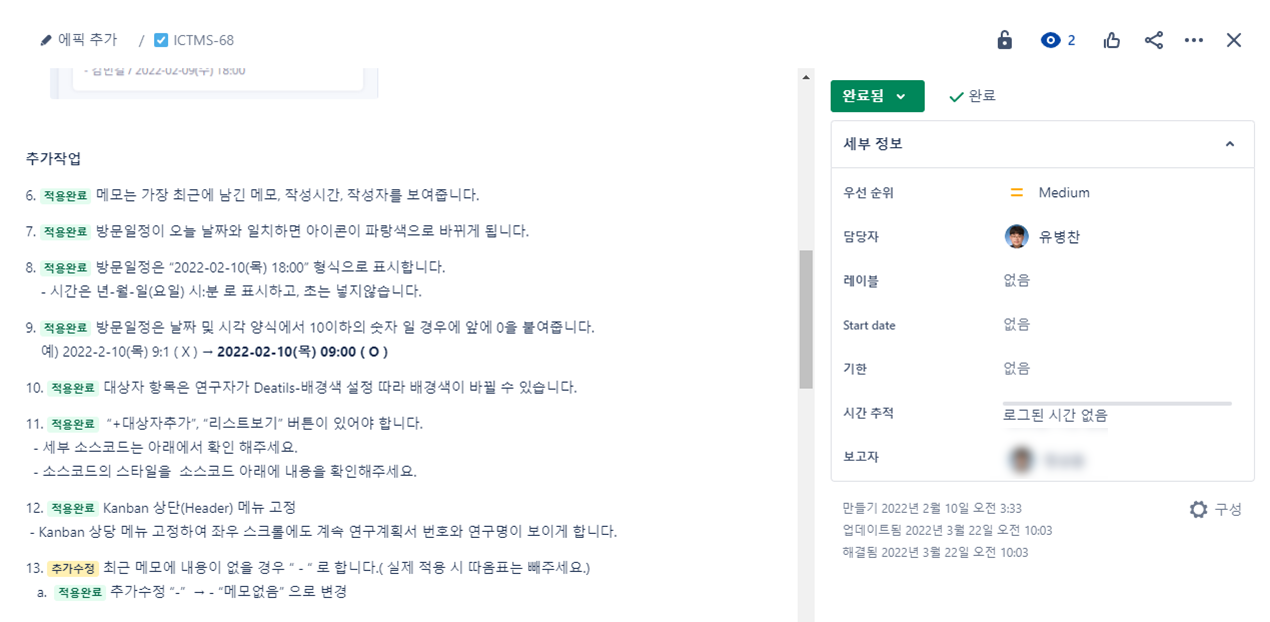 에픽 추가 / ICTMS-68
2
- 김민철 / 2022-02-09(수) 18:00
추가작업
6. 적용완료 메모는 가장 최근에 남긴 메모, 작성시간, 작성자를 보여줍니다.
7. 적용완료 방문일정이 오늘 날짜와 일치하면 아이콘이 파랑색으로 바뀌게 됩니다.
8. 적용완료 방문일정은 “2022-02-10(목) 18:00” 형식으로 표시합니다.
- 시간은 년-월-일(요일) 시:분 로 표시하고, 초는 넣지않습니다.
9. 적용완료 방문일정은 날짜 및 시각 양식에서 10이하의 숫자 일 경우에 앞에 0을 붙여줍니다.
예) 2022-2-10(목) 9:1 ( X ) → 2022-02-10(목) 09:00 ( O )
10. 적용완료 대상자 항목은 연구자가 Deatils-배경색 설정 따라 배경색이 바뀔 수 있습니다.
11. 적용완료 “+대상자추가”, “리스트보기” 버튼이 있어야 합니다.
- 세부 소스코드는 아래에서 확인 해주세요.
- 소스코드의 스타일을 소스코드 아래에 내용을 확인해주세요.
12. 적용완료 Kanban 상단(Header) 메뉴 고정
- Kanban 상당 메뉴 고정하여 좌우 스크롤에도 계속 연구계획서 번호와 연구명이 보이게 합니다.
13. 추가수정 최근 메모에 내용이 없을 경우 “ - “ 로 합니다.( 실제 적용 시 따옴표는 빼주세요.)
a. 적용완료 추가수정 “-” → - “메모없음” 으로 변경
완료됨 완료
세부 정보
우선 순위 Medium
담당자 유병찬
레이블 없음
Start date 없음
기한 없음
시간 추적 로그된 시간 없음
보고자
만들기 2022년 2월 10일 오전 3:33
구성
업데이트됨 2022년 3월 22일 오전 10:03
해결됨 2022년 3월 22일 오전 10:03